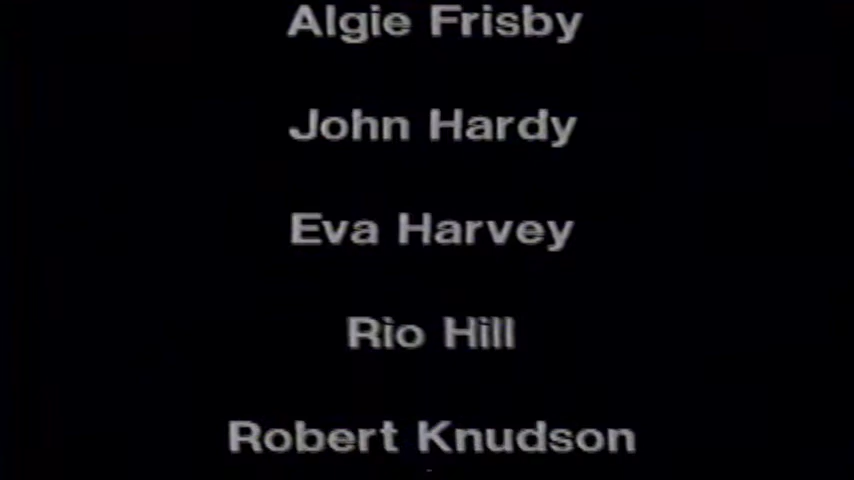 Algie Frisby
John Hardy
Eva Harvey
Rio Hill
Robert Knudson